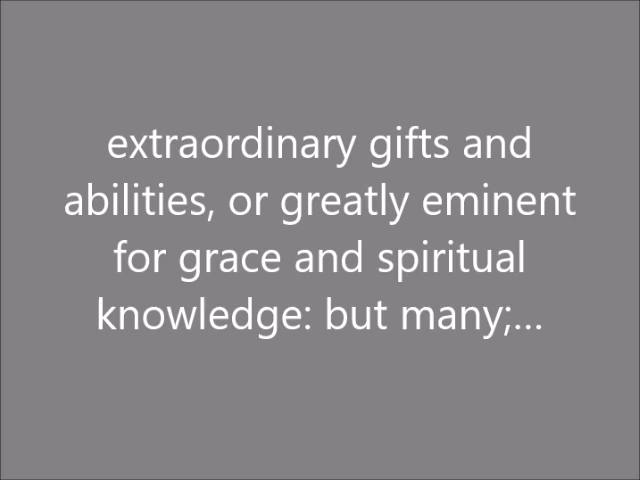 extraordinary gifts and
abilities, or greatly eminent
for grace and spiritual
knowledge: but many;...